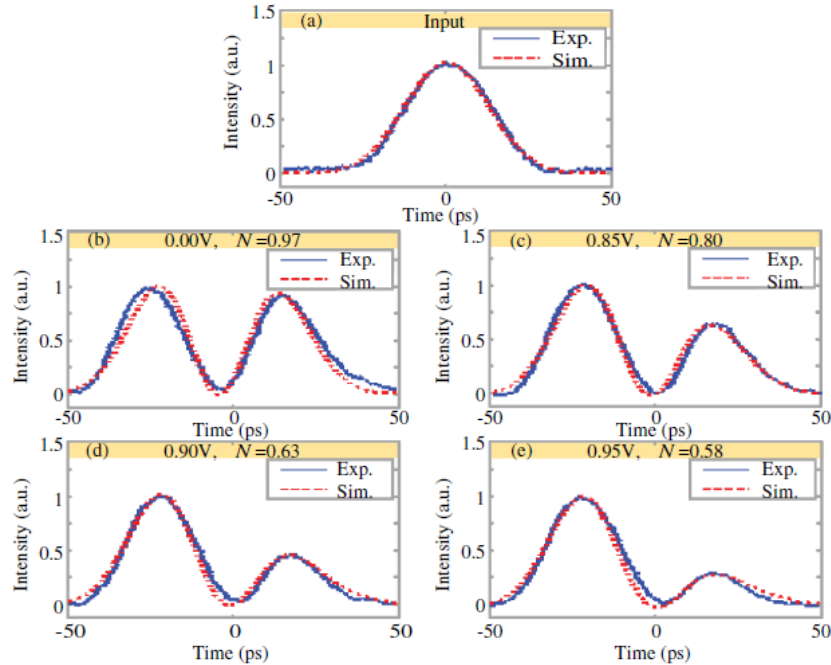 (a) Input
1.5
1
0.5
0
Exp.
Sim.
Intensity (a.u.)
-50 0 50
Time (ps)
(b) 0.00V, N=0.97
1.5
1
0.5
0
Exp.
Sim.
Intensity (a.u.)
-50 0 50
Time (ps)
(c) 0.85V, N=0.80
1.5
1
0.5
0
Exp.
Sim.
Intensity (a.u.)
-50 0 50
Time (ps)
(d) 0.90V, N=0.63
1.5
1
0.5
0
Exp.
Sim.
Intensity (a.u.)
-50 0 50
Time (ps)
(e) 0.95V, N=0.58
1.5
1
0.5
0
Exp.
Sim.
Intensity (a.u.)
-50 0 50
Time (ps)